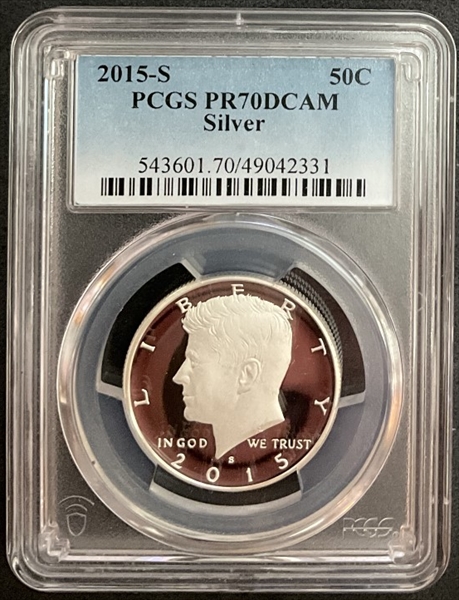 2015-S 50C
PCGS PR70DCAM
Silver
543601.70/49042331
LIBERTY
IN GOD WE TRUST
S
2015
PCGS